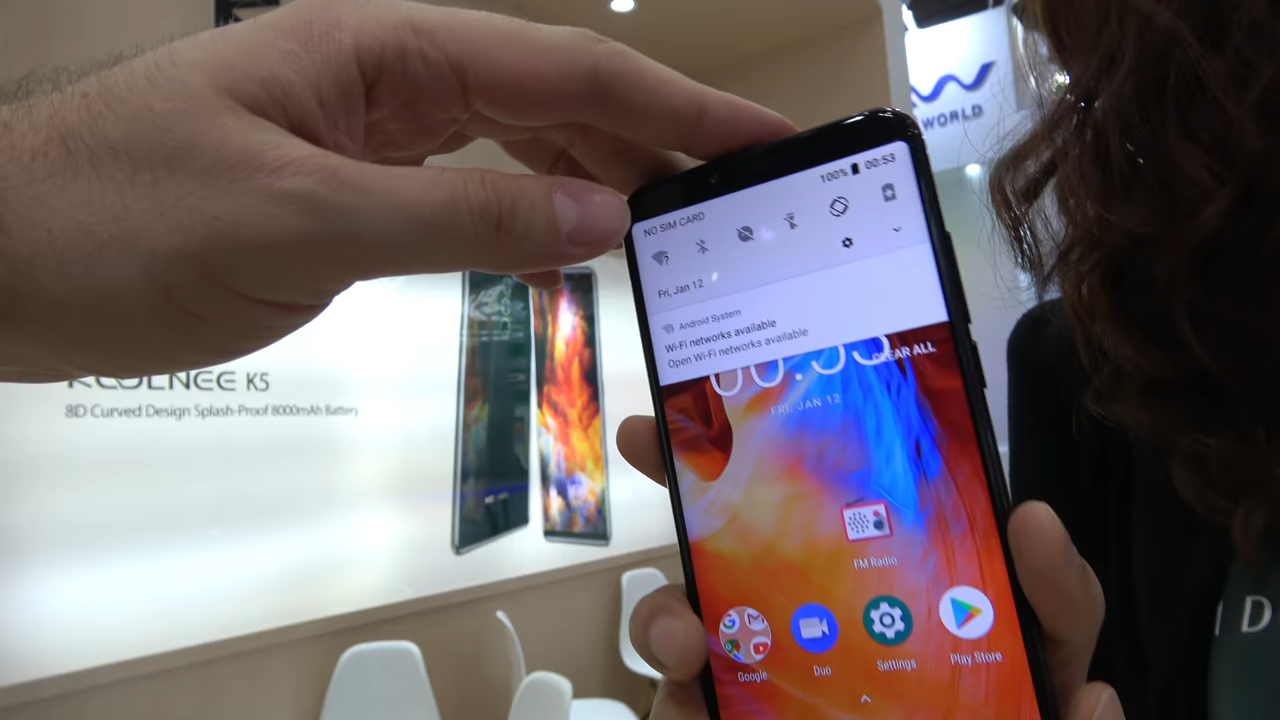 WORLD
KOOLNEE K5
8D Curved Design Splash-Proof 8000mAh Battery
100% 00:53
NO SIM CARD
Fri, Jan 12
Android System
Wi-Fi networks available
Open Wi-Fi networks available
CLEAR ALL
00:53
FRI, JAN 12
FM Radio
Google
Duo
Settings
Play Store
D